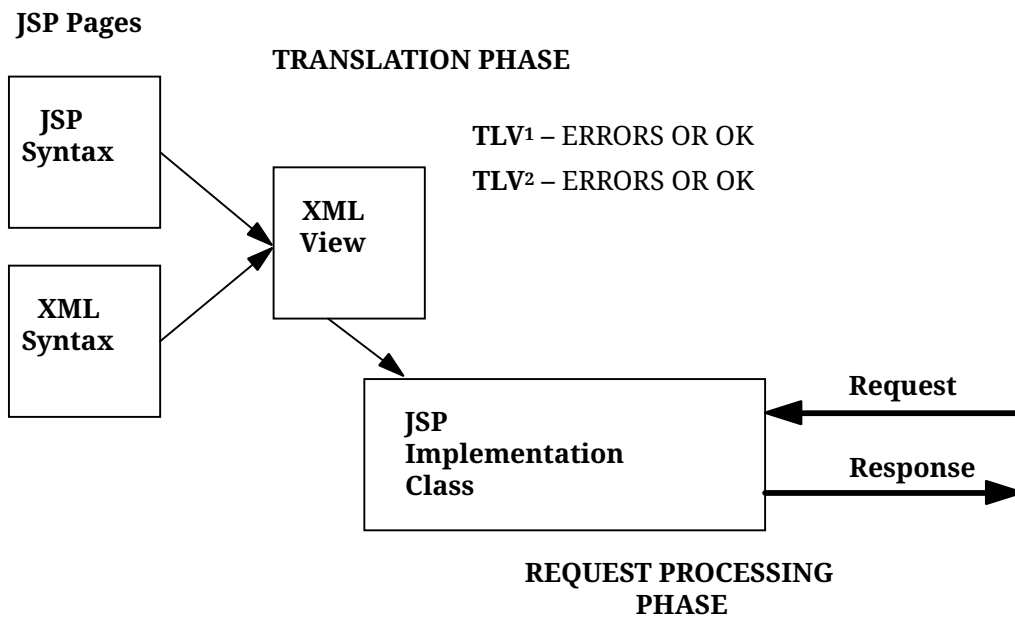 JSP Pages
TRANSLATION PHASE
JSP
Syntax
TLV1 – ERRORS OR OK
TLV2 – ERRORS OR OK
XML
View
XML
Syntax
JSP
Implementation
Class
Request
Response
REQUEST PROCESSING
PHASE